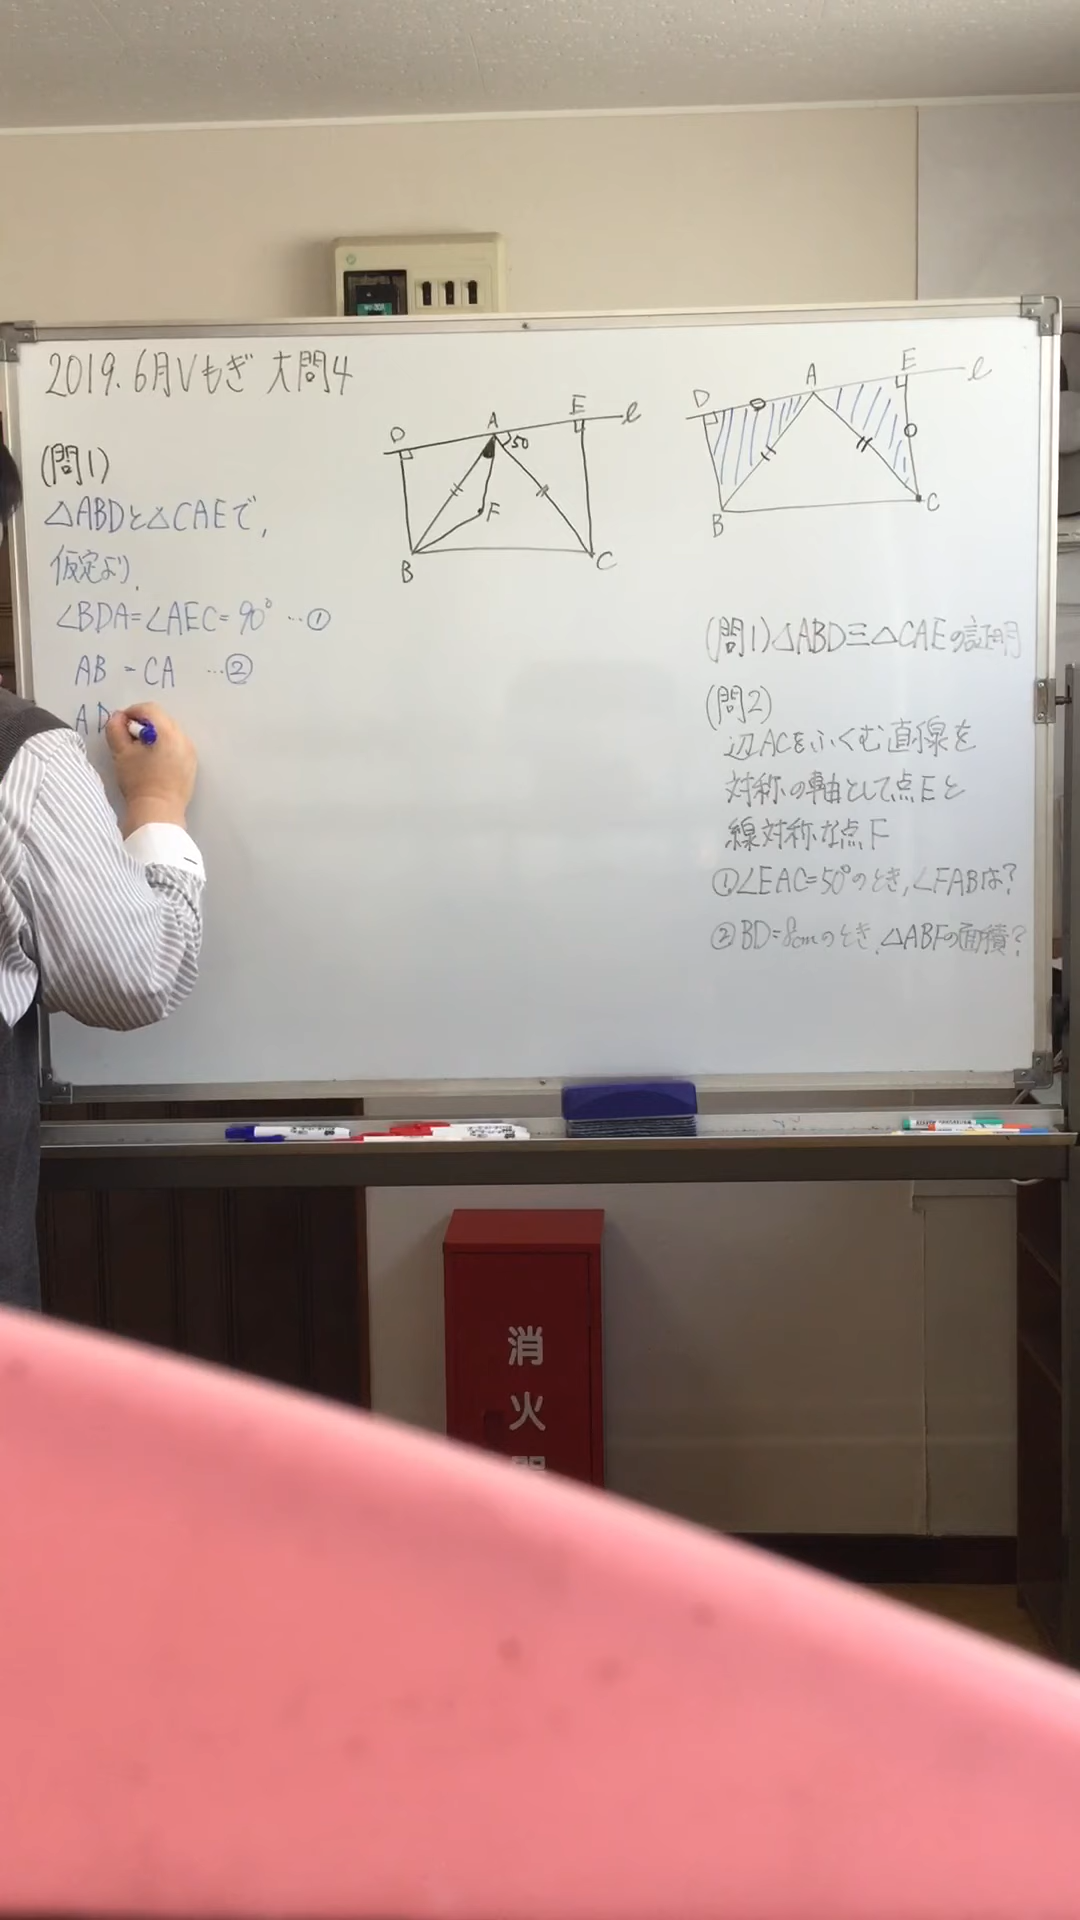 2019.6月Vもぎ 大問4
(問1)
△ABDと△CAEで,
仮定より,
∠BDA=∠AEC=90° …①
AB=CA …②
AD
D
A
E
l
50
F
B
C
D
A
E
l
B
C
(問1)△ABD≡△CAEの証明
(問2)
辺ACをふくむ直線を
対称の軸として点Eと
線対称な点F
①∠EAC=50°のとき,∠FABは?
②BD=8cmのとき,△ABFの面積?
消
火